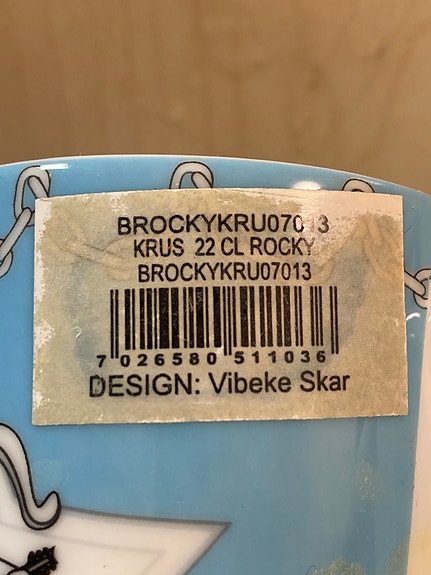 BROCKYKRU07013
KRUS 22 CL ROCKY
BROCKYKRU07013
7 026580 511036
DESIGN: Vibeke Skar